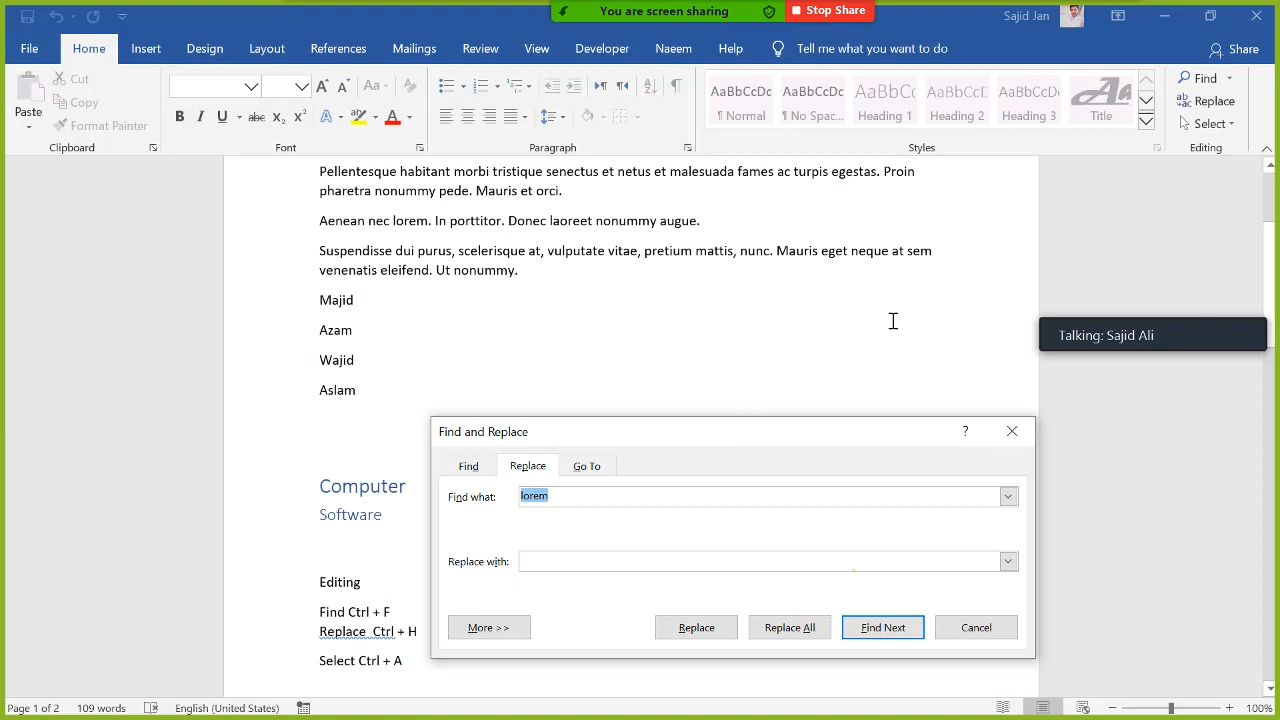 You are screen sharing
Stop Share
Sajid Jan
File Home Insert Design Layout References Mailings Review View Developer Naeem Help Tell me what you want to do Share
Paste
Cut
Copy
Format Painter
Clipboard
Aa
B I U abc X₂ X² A A
Font
Paragraph
AaBbCcDc AaBbCcDc AaBbCc AaBbCcC AaBbCcD Aa
¶ Normal ¶ No Spac... Heading 1 Heading 2 Heading 3 Title
Styles
Find
Replace
Select
Editing
Pellentesque habitant morbi tristique senectus et netus et malesuada fames ac turpis egestas. Proin
pharetra nonummy pede. Mauris et orci.
Aenean nec lorem. In porttitor. Donec laoreet nonummy augue.
Suspendisse dui purus, scelerisque at, vulputate vitae, pretium mattis, nunc. Mauris eget neque at sem
venenatis eleifend. Ut nonummy.
Majid
Azam
Wajid
Aslam
Talking: Sajid Ali
Computer
Software
Editing
Find Ctrl + F
Replace  Ctrl + H
Select Ctrl + A
Find and Replace
Find Replace Go To
Find what: lorem
Replace with:
More >> Replace Replace All Find Next Cancel
Page 1 of 2 109 words English (United States) 100%